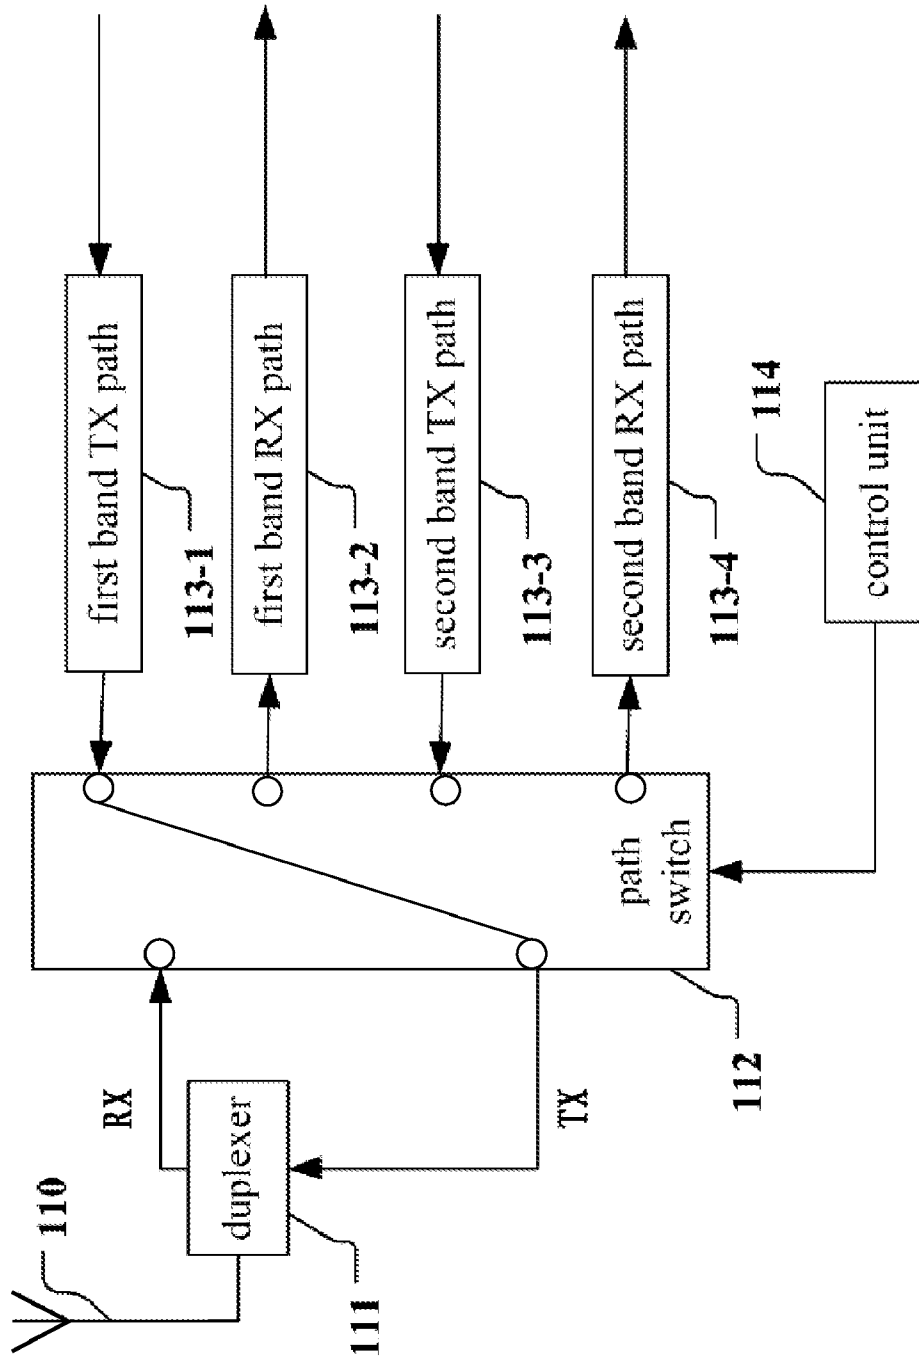 110
duplexer
111
RX
TX
112
path
switch
first band TX path
113-1
first band RX path
113-2
second band TX path
113-3
second band RX path
113-4
control unit
114